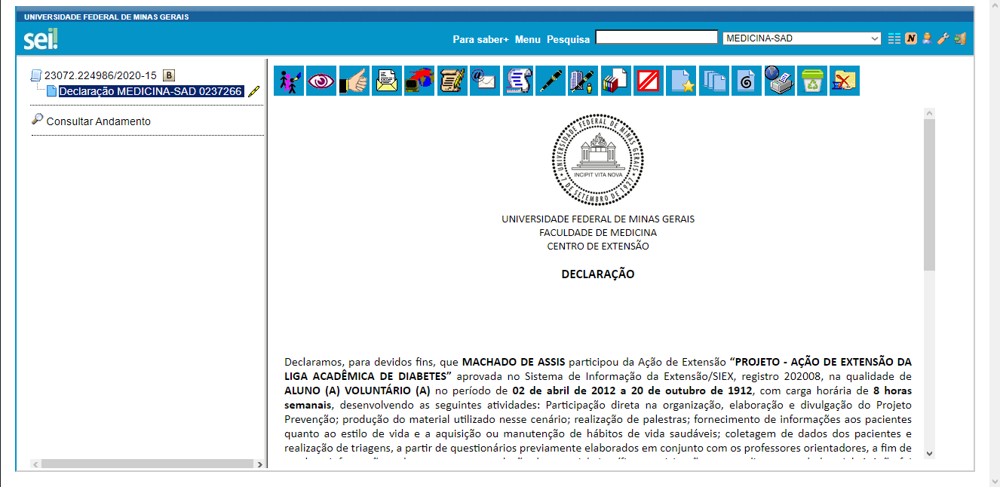 UNIVERSIDADE FEDERAL DE MINAS GERAIS
sei!
Para saber+ Menu Pesquisa MEDICINA-SAD
N
23072.224986/2020-15 B
Declaração MEDICINA-SAD 0237266
Consultar Andamento
UNIVERSIDADE FEDERAL DE MINAS GERAIS
INCIPIT VITA NOVA
7 DE SETEMBRO DE 1927
UNIVERSIDADE FEDERAL DE MINAS GERAIS
FACULDADE DE MEDICINA
CENTRO DE EXTENSÃO
DECLARAÇÃO
Declaramos, para devidos fins, que MACHADO DE ASSIS participou da Ação de Extensão “PROJETO - AÇÃO DE EXTENSÃO DA
LIGA ACADÊMICA DE DIABETES” aprovada no Sistema de Informação da Extensão/SIEX, registro 202008, na qualidade de
ALUNO (A) VOLUNTÁRIO (A) no período de 02 de abril de 2012 a 20 de outubro de 1912, com carga horária de 8 horas
semanais, desenvolvendo as seguintes atividades: Participação direta na organização, elaboração e divulgação do Projeto
Prevenção; produção do material utilizado nesse cenário; realização de palestras; fornecimento de informações aos pacientes
quanto ao estilo de vida e a aquisição ou manutenção de hábitos de vida saudáveis; coletagem de dados dos pacientes e
realização de triagens, a partir de questionários previamente elaborados em conjunto com os professores orientadores, a fim de